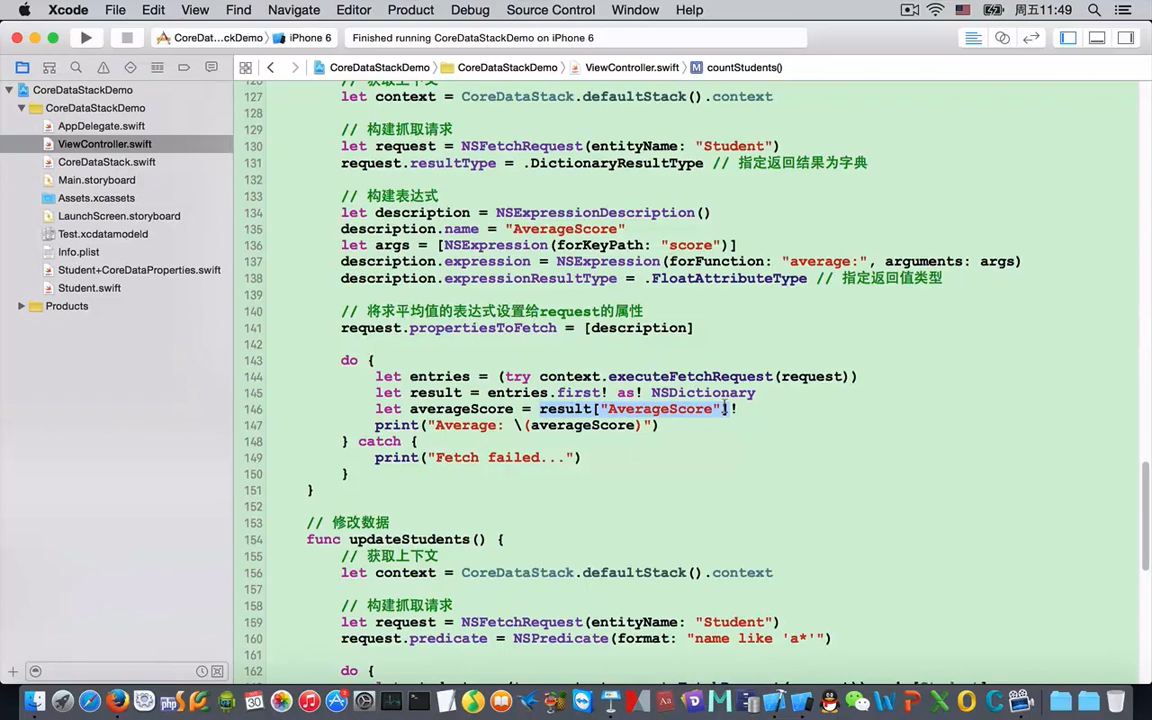 Xcode File Edit View Find Navigate Editor Product Debug Source Control Window Help 周五11:49
CoreDat...ckDemo iPhone 6 Finished running CoreDataStackDemo on iPhone 6
CoreDataStackDemo CoreDataStackDemo ViewController.swift M countStudents()
CoreDataStackDemo
CoreDataStackDemo
AppDelegate.swift
ViewController.swift
CoreDataStack.swift
Main.storyboard
Assets.xcassets
LaunchScreen.storyboard
Test.xcdatamodeld
Info.plist
Student+CoreDataProperties.swift
Student.swift
Products
126 // 获取上下文
127 let context = CoreDataStack.defaultStack().context
128
129 // 构建抓取请求
130 let request = NSFetchRequest(entityName: "Student")
131 request.resultType = .DictionaryResultType // 指定返回结果为字典
132
133 // 构建表达式
134 let description = NSExpressionDescription()
135 description.name = "AverageScore"
136 let args = [NSExpression(forKeyPath: "score")]
137 description.expression = NSExpression(forFunction: "average:", arguments: args)
138 description.expressionResultType = .FloatAttributeType // 指定返回值类型
139
140 // 将求平均值的表达式设置给request的属性
141 request.propertiesToFetch = [description]
142
143 do {
144 let entries = (try context.executeFetchRequest(request))
145 let result = entries.first! as! NSDictionary
146 let averageScore = result["AverageScore"]!
147 print("Average: \(averageScore)")
148 } catch {
149 print("Fetch failed...")
150 }
151 }
152
153 // 修改数据
154 func updateStudents() {
155 // 获取上下文
156 let context = CoreDataStack.defaultStack().context
157
158 // 构建抓取请求
159 let request = NSFetchRequest(entityName: "Student")
160 request.predicate = NSPredicate(format: "name like 'a*'")
161
162 do {